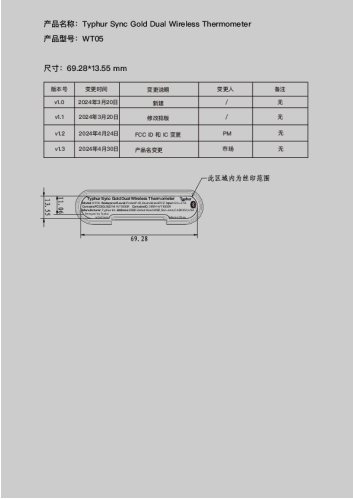 产品名称：Typhur Sync Gold Dual Wireless Thermometer
产品型号：WT05
尺寸：69.28*13.55 mm
版本号 变更时间 变更说明 变更人 备注
v1.0 2024年3月20日 新建 / 无
v1.1 2024年3月20日 修改排版 / 无
v1.2 2024年4月24日 FCC ID 和 IC 变更 PM 无
v1.3 2024年4月30日 产品名变更 市场 无
此区域内为丝印范围
Typhur Sync Gold Dual Wireless Thermometer Typhur
13.55
11.06
69.28